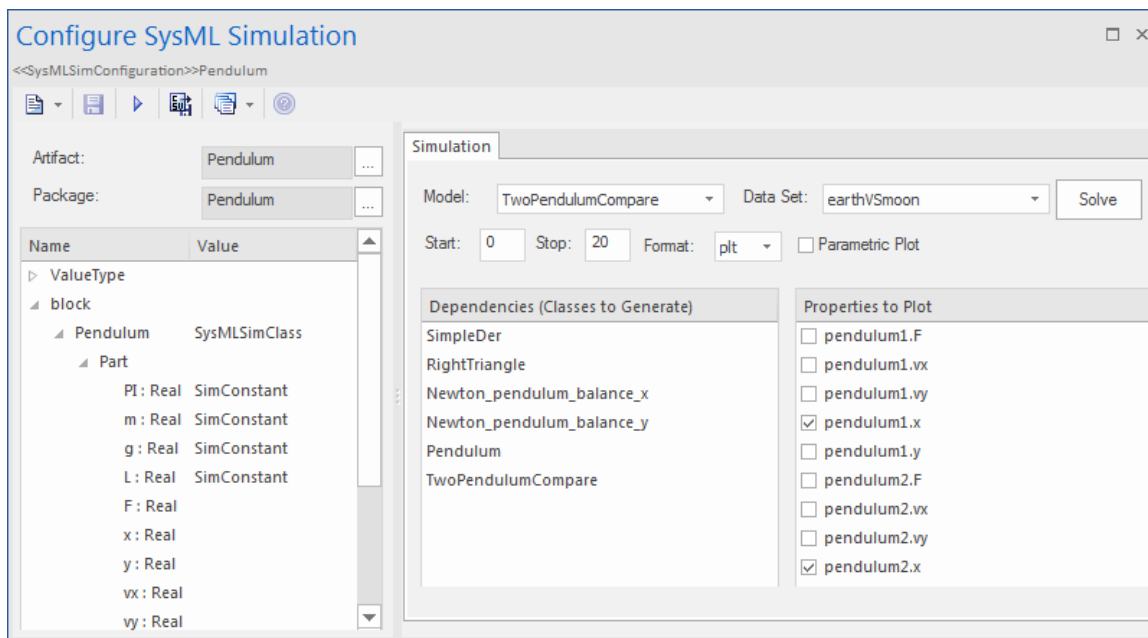 Configure SysML Simulation
<<SysMLSimConfiguration>>Pendulum
Artifact: Pendulum ...
Package: Pendulum ...
Name Value
ValueType
block
Pendulum SysMLSimClass
Part
PI : Real SimConstant
m : Real SimConstant
g : Real SimConstant
L : Real SimConstant
F : Real
x : Real
y : Real
vx : Real
vy : Real
Simulation
Model: TwoPendulumCompare Data Set: earthVSmoon Solve
Start: 0 Stop: 20 Format: plt Parametric Plot
Dependencies (Classes to Generate)
SimpleDer
RightTriangle
Newton_pendulum_balance_x
Newton_pendulum_balance_y
Pendulum
TwoPendulumCompare
Properties to Plot
pendulum1.F
pendulum1.vx
pendulum1.vy
pendulum1.x
pendulum1.y
pendulum2.F
pendulum2.vx
pendulum2.vy
pendulum2.x